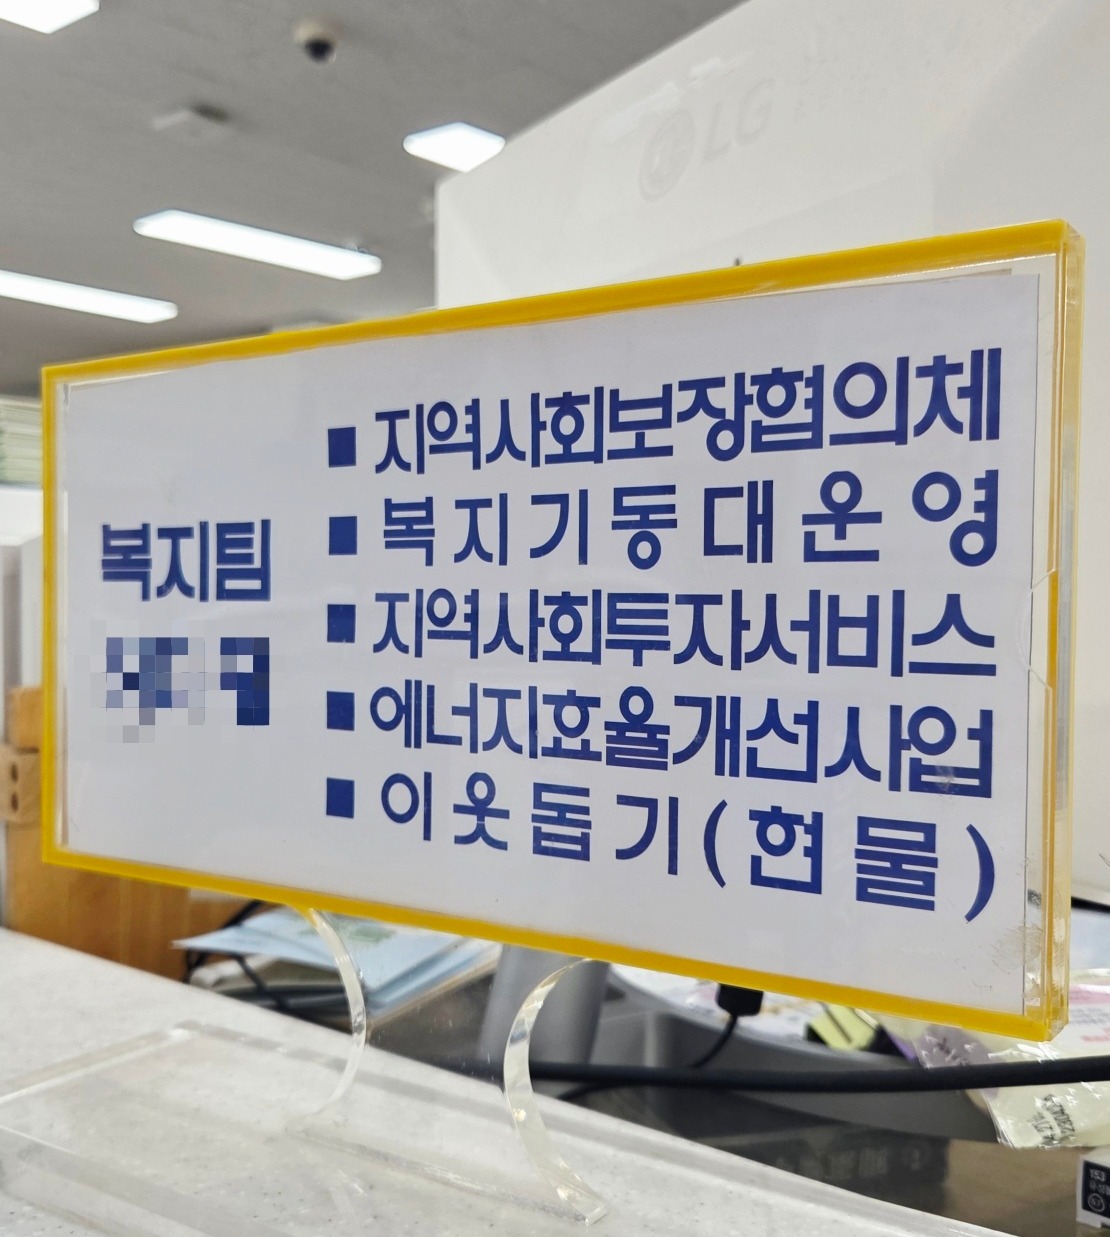 LG
복지팀
■ 지역사회보장협의체
■ 복지기동대운영
■ 지역사회투자서비스
■ 에너지효율개선사업
■ 이웃돕기(현물)
153